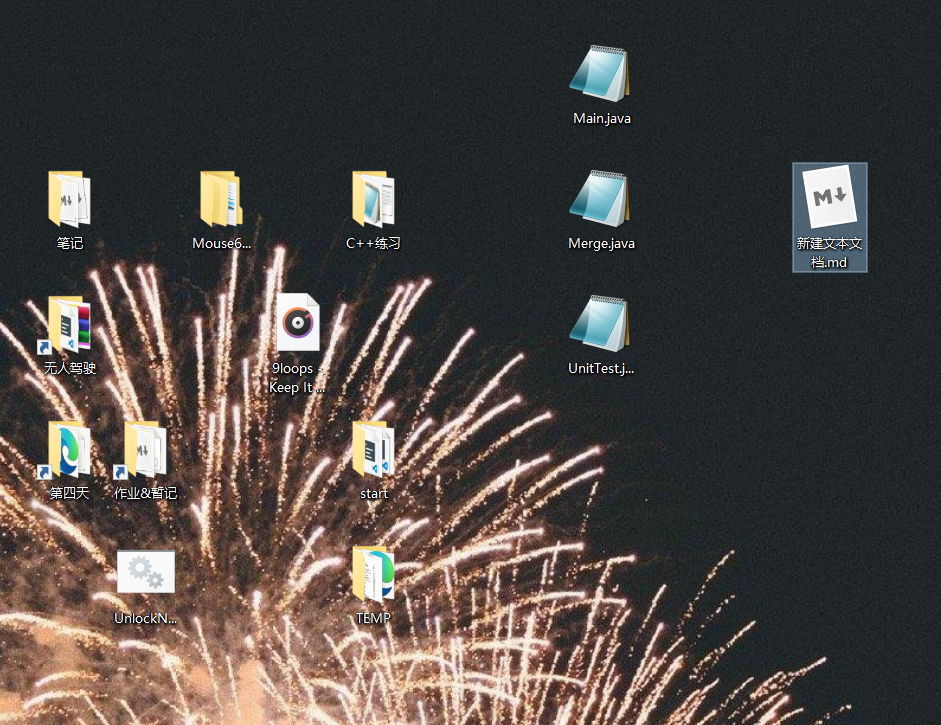 Main.java
笔记
Mouse6...
C++练习
Merge.java
M↓
新建文本文
档.md
无人驾驶
9loops -
Keep It ...
UnitTest.j...
第四天
作业&暂记
start
UnlockN...
TEMP